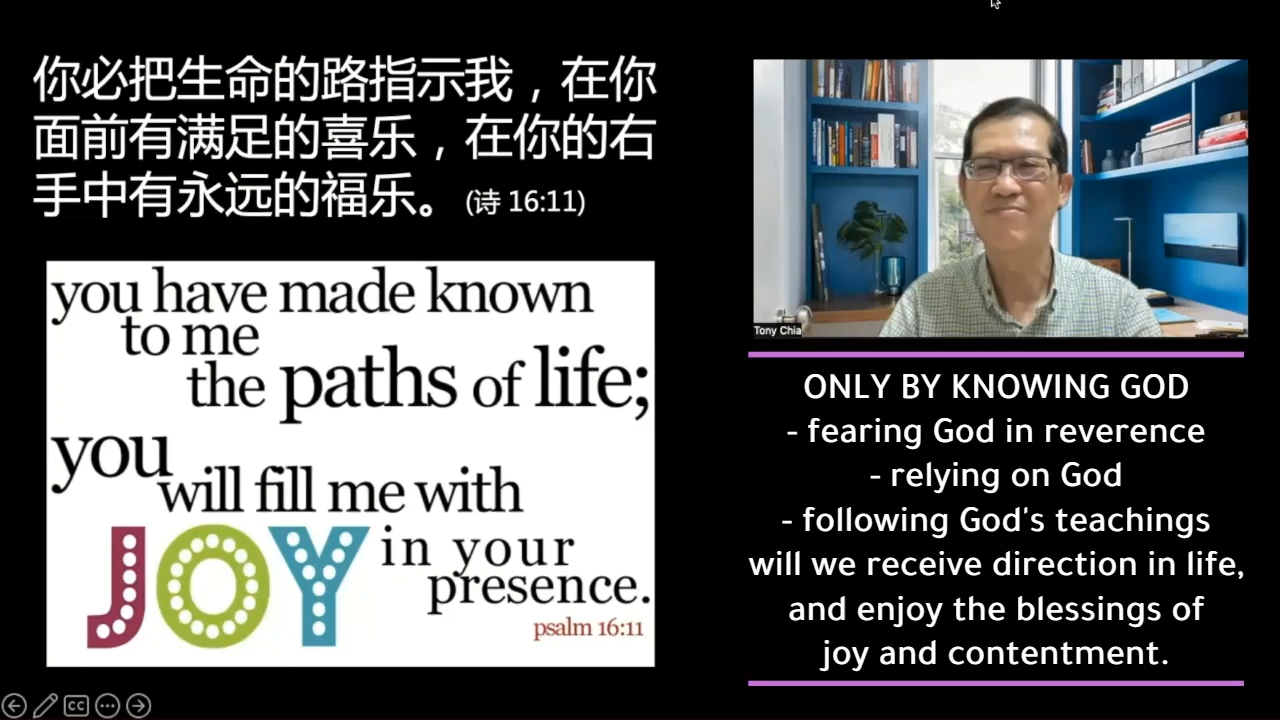 你必把生命的路指示我，在你
面前有满足的喜乐，在你的右
手中有永远的福乐。(诗 16:11)
you have made known
to me
the paths of life;
you
will fill me with
JOY in your
presence.
psalm 16:11
Tony Chia
ONLY BY KNOWING GOD
- fearing God in reverence
- relying on God
- following God's teachings
will we receive direction in life,
and enjoy the blessings of
joy and contentment.
CC